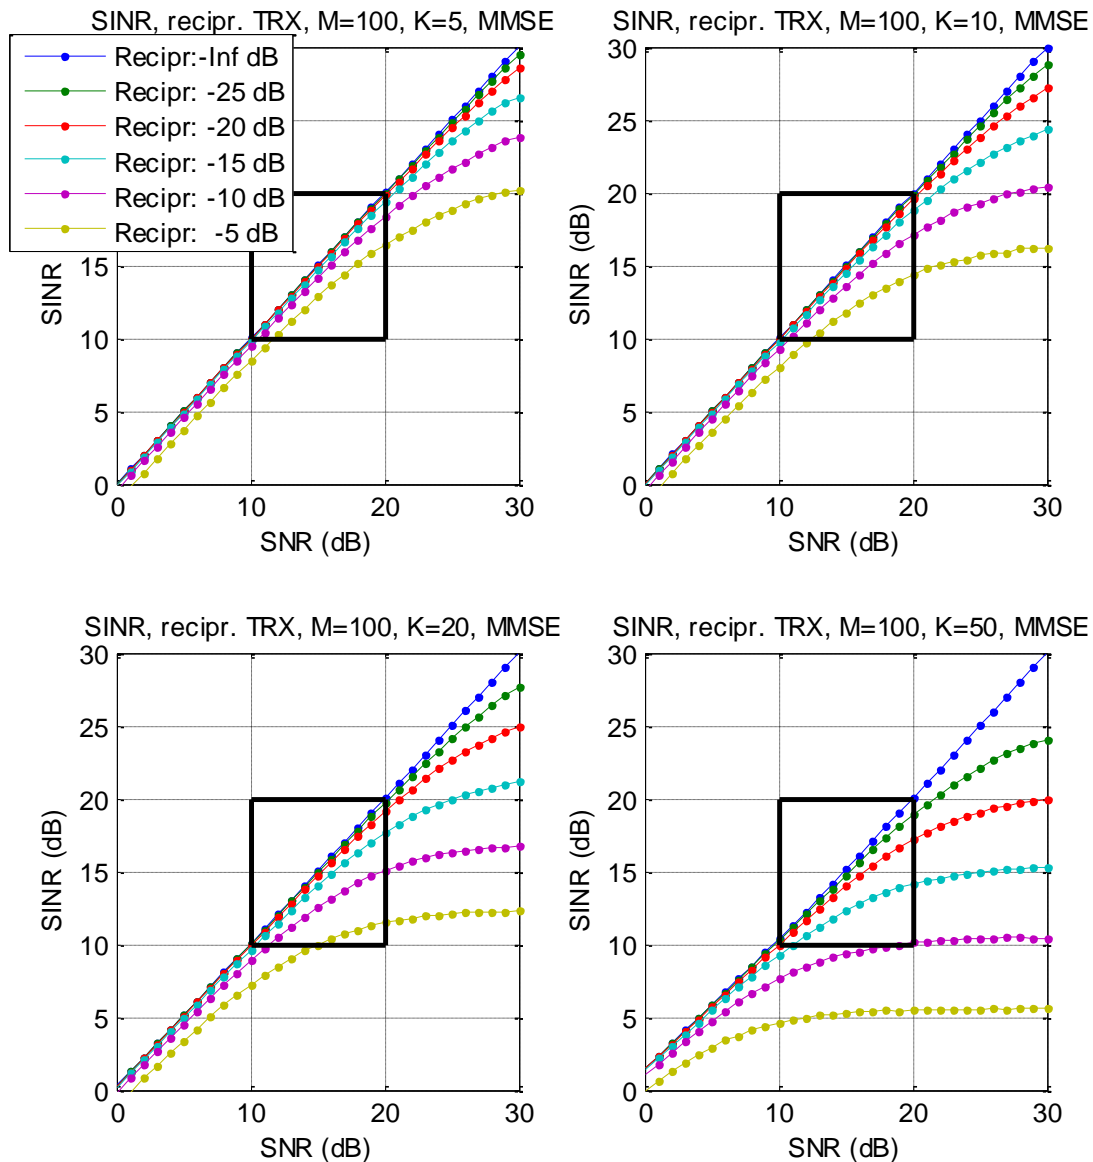 SINR, recipr. TRX, M=100, K=5, MMSE
Recipr:-Inf dB
Recipr: -25 dB
Recipr: -20 dB
Recipr: -15 dB
Recipr: -10 dB
Recipr: -5 dB
SINR
15
10
5
0
0 10 20 30
SNR (dB)
SINR, recipr. TRX, M=100, K=10, MMSE
SINR (dB)
30
25
20
15
10
5
0
0 10 20 30
SNR (dB)
SINR, recipr. TRX, M=100, K=20, MMSE
SINR (dB)
30
25
20
15
10
5
0
0 10 20 30
SNR (dB)
SINR, recipr. TRX, M=100, K=50, MMSE
SINR (dB)
30
25
20
15
10
5
0
0 10 20 30
SNR (dB)